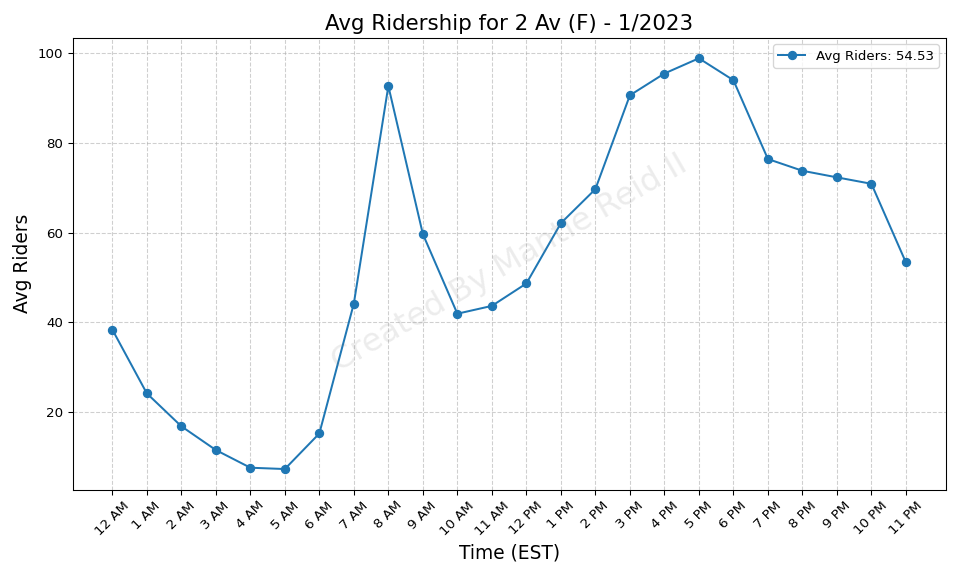 Avg Ridership for 2 Av (F) - 1/2023
Avg Riders: 54.53
100
80
60
40
20
Avg Riders
Created By Mantie Reid II
12 AM
1 AM
2 AM
3 AM
4 AM
5 AM
6 AM
7 AM
8 AM
9 AM
10 AM
11 AM
12 PM
1 PM
2 PM
3 PM
4 PM
5 PM
6 PM
7 PM
8 PM
9 PM
10 PM
11 PM
Time (EST)